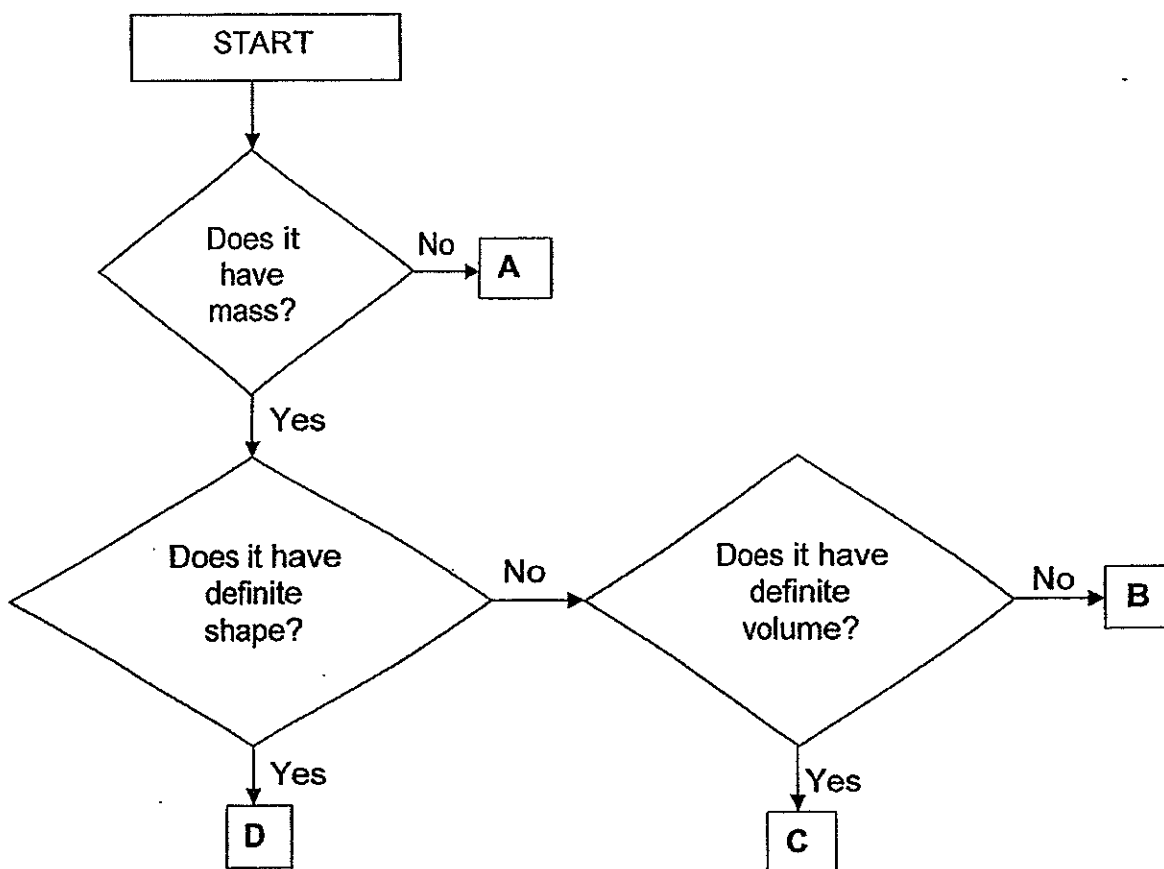 START
Does it
have
mass?
No
A
Yes
Does it have
definite
shape?
No
Does it have
definite
volume?
No
B
Yes
D
Yes
C